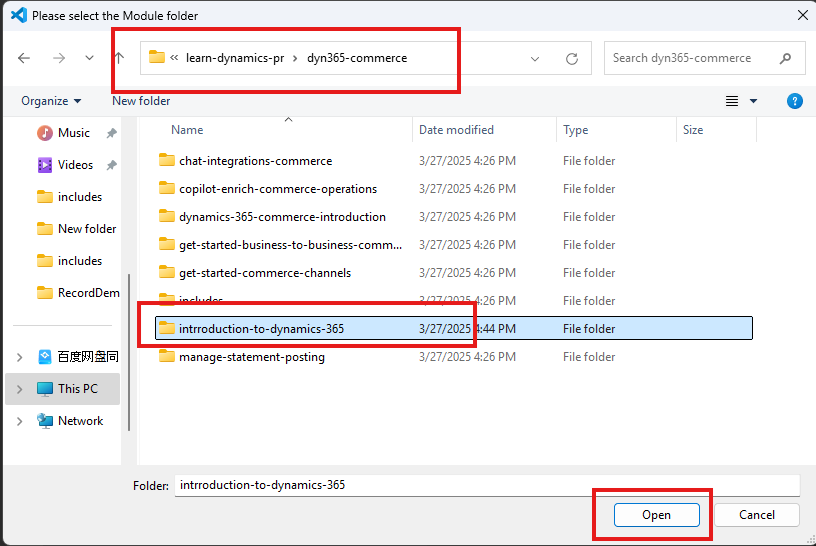 Please select the Module folder
« learn-dynamics-pr > dyn365-commerce
Search dyn365-commerce
Organize
New folder
Name
Date modified
Type
Size
Music
Videos
includes
New folder
includes
RecordDem
百度网盘同
This PC
Network
chat-integrations-commerce 3/27/2025 4:26 PM File folder
copilot-enrich-commerce-operations 3/27/2025 4:26 PM File folder
dynamics-365-commerce-introduction 3/27/2025 4:26 PM File folder
get-started-business-to-business-comm... 3/27/2025 4:26 PM File folder
get-started-commerce-channels 3/27/2025 4:26 PM File folder
includes 3/27/2025 4:26 PM File folder
intrroduction-to-dynamics-365 3/27/2025 4:44 PM File folder
manage-statement-posting 3/27/2025 4:26 PM File folder
Folder: intrroduction-to-dynamics-365
Open
Cancel